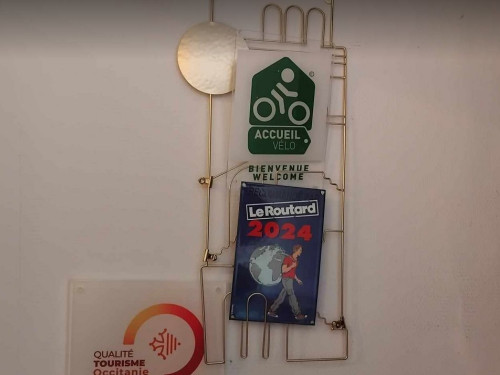 ©
ACCUEIL
VÉLO
BIENVENUE
WELCOME
Le Routard
2024
QUALITÉ
TOURISME
Occitanie